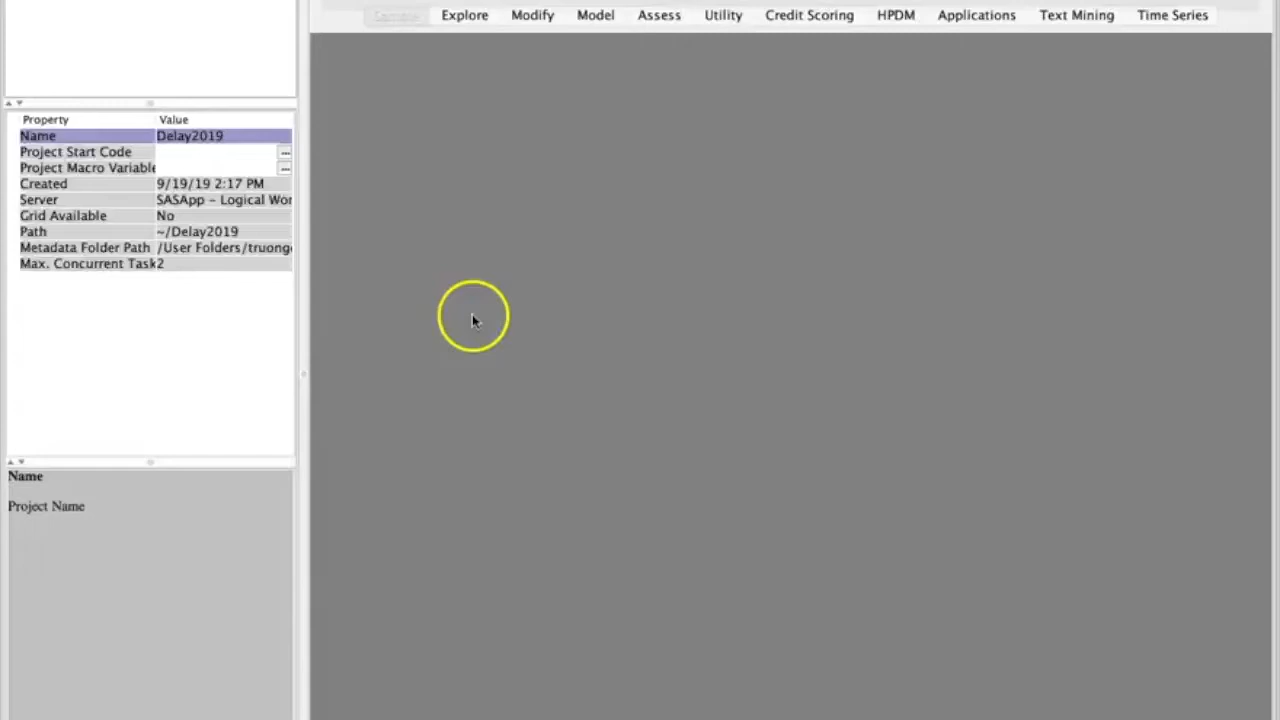 Sample Explore Modify Model Assess Utility Credit Scoring HPDM Applications Text Mining Time Series
Property Value
Name Delay2019
Project Start Code ...
Project Macro Variable ...
Created 9/19/19 2:17 PM
Server SASApp - Logical Wor
Grid Available No
Path ~/Delay2019
Metadata Folder Path /User Folders/truong
Max. Concurrent Task 2
Name
Project Name